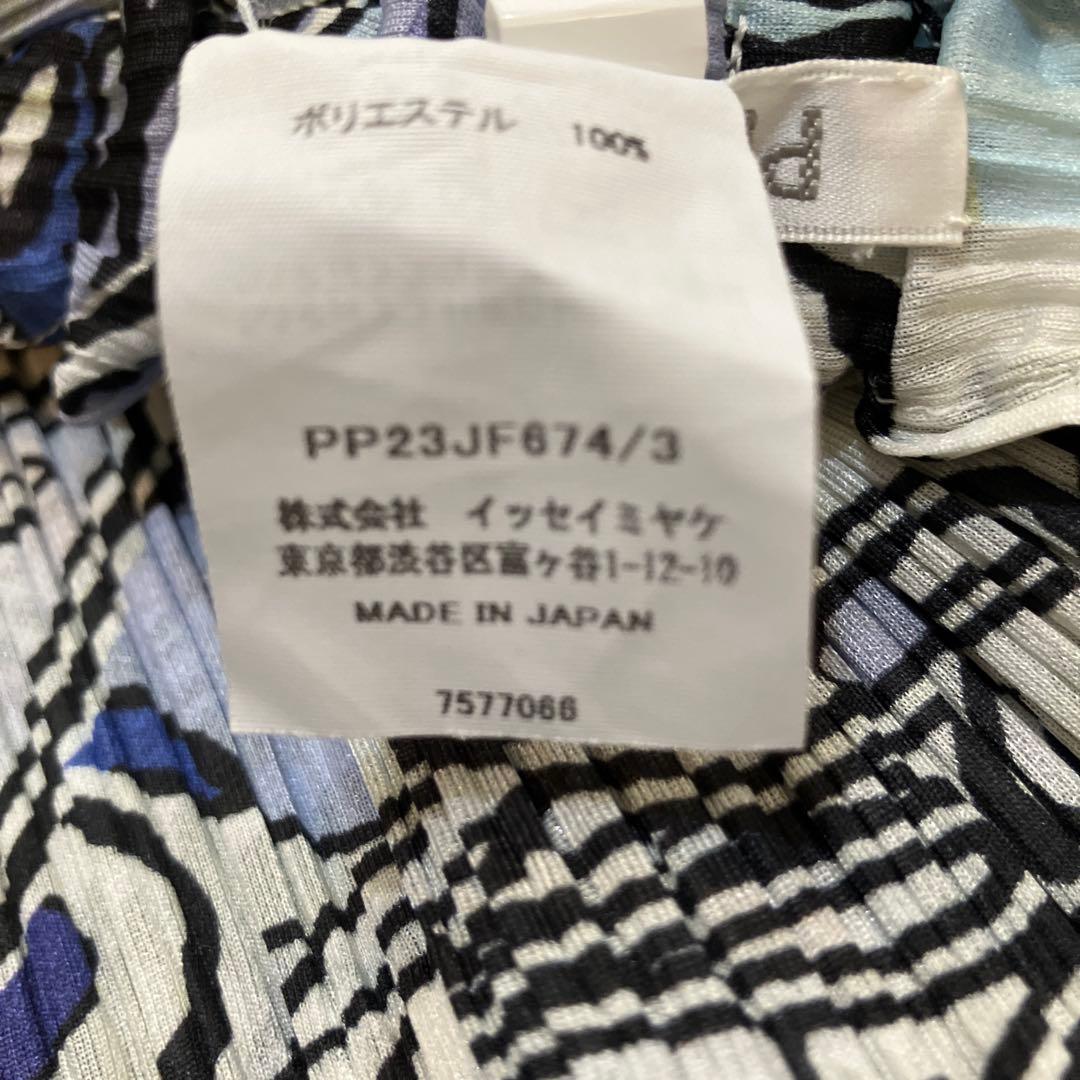 ポリエステル 100%
PP23JF674/3
株式会社 イッセイミヤケ
東京都渋谷区富ヶ谷1-12-10
MADE IN JAPAN
7577066